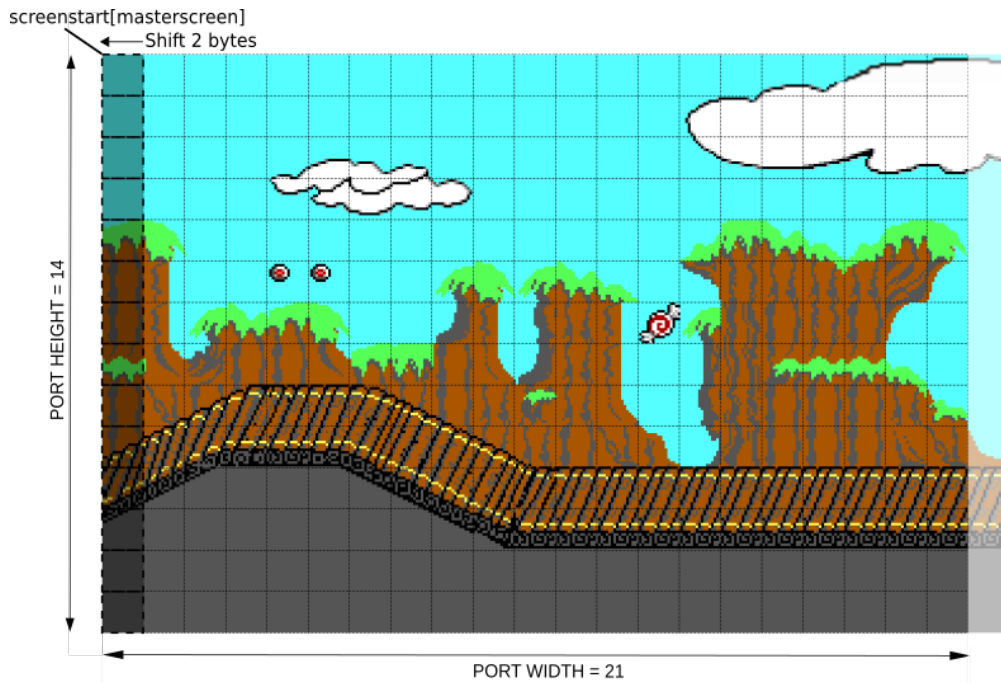 screenstart[masterscreen]
Shift 2 bytes
PORT HEIGHT = 14
PORT WIDTH = 21